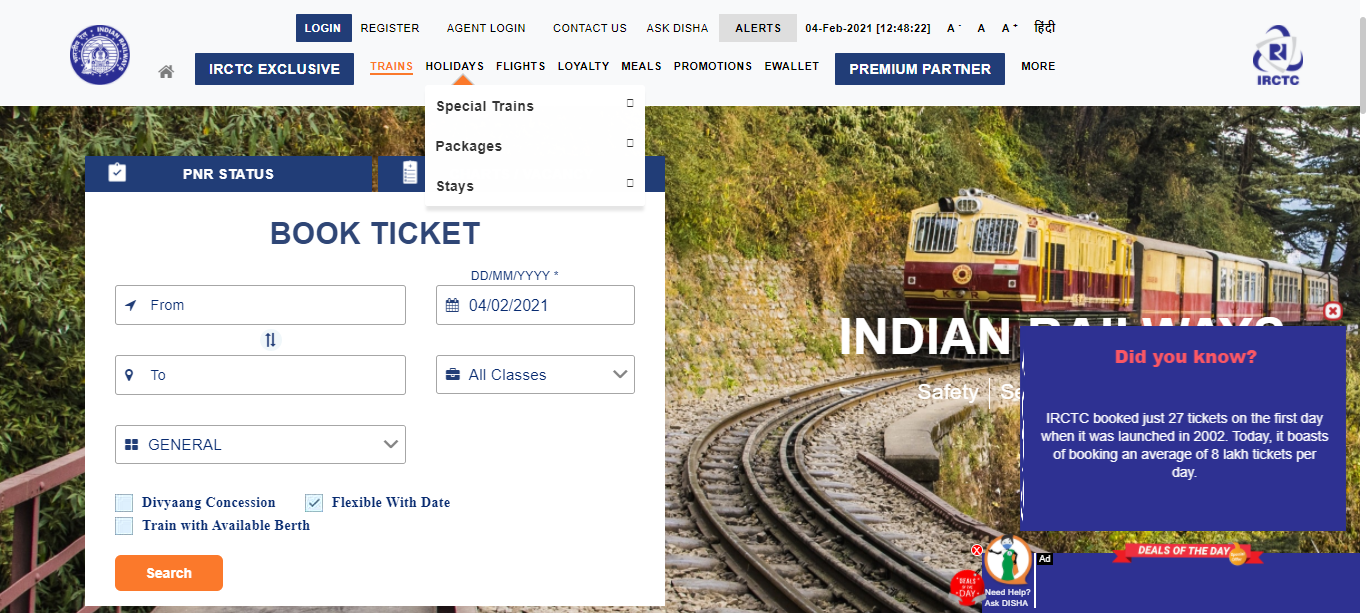 LOGIN REGISTER AGENT LOGIN CONTACT US ASK DISHA ALERTS 04-Feb-2021 [12:48:22] A - A A + हिंदी
INDIAN RAILWAYS
IRCTC
IRCTC EXCLUSIVE TRAINS HOLIDAYS FLIGHTS LOYALTY MEALS PROMOTIONS EWALLET PREMIUM PARTNER MORE
Special Trains
Packages
Stays
PNR STATUS
BOOK TICKET
DD/MM/YYYY *
From
04/02/2021
To
All Classes
GENERAL
Divyaang Concession
Flexible With Date
Train with Available Berth
Search
INDIAN
Safety
Did you know?
IRCTC booked just 27 tickets on the first day
when it was launched in 2002. Today, it boasts
of booking an average of 8 lakh tickets per
day.
DEALS OF THE DAY
Ad
DEALS
DAY
Need Help?
Ask DISHA